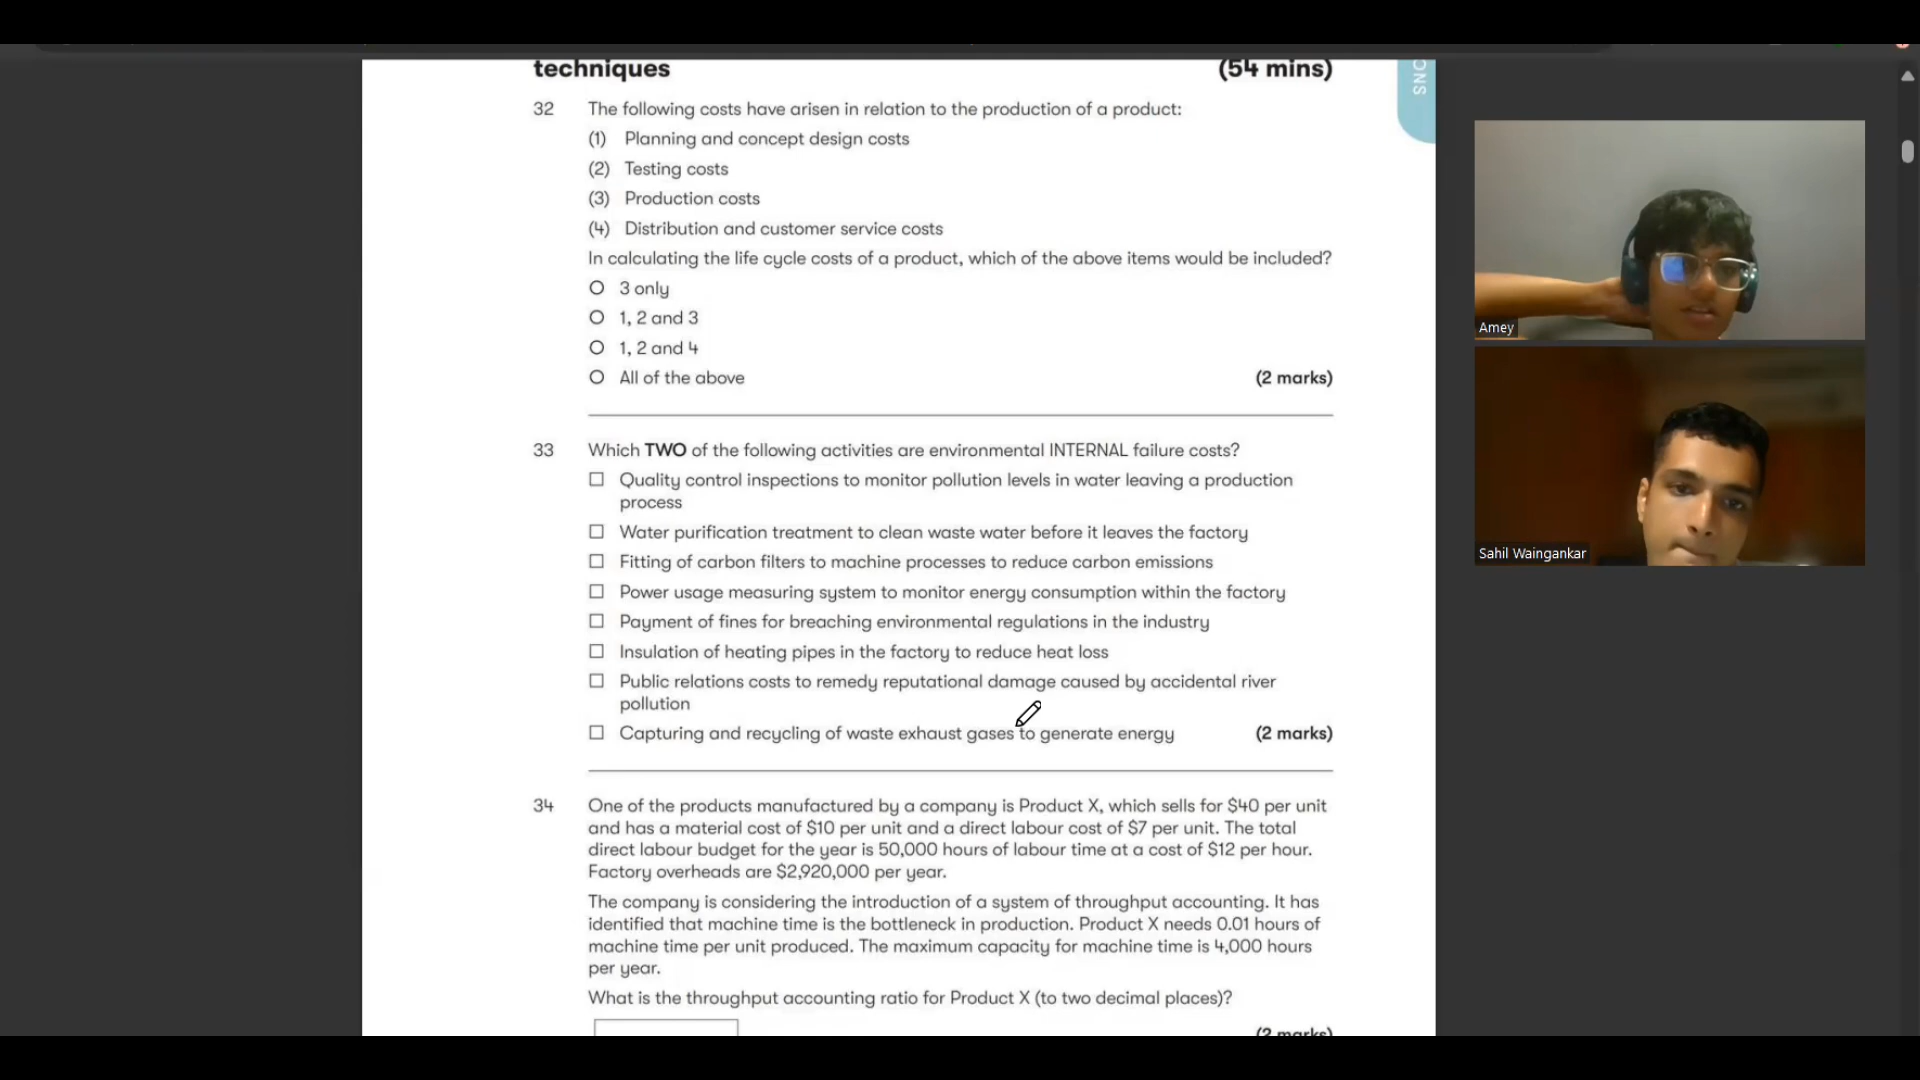 techniques (54 mins)
ONS
32 The following costs have arisen in relation to the production of a product:
(1) Planning and concept design costs
(2) Testing costs
(3) Production costs
(4) Distribution and customer service costs
In calculating the life cycle costs of a product, which of the above items would be included?
3 only
1, 2 and 3
1, 2 and 4
All of the above (2 marks)
33 Which TWO of the following activities are environmental INTERNAL failure costs?
Quality control inspections to monitor pollution levels in water leaving a production
process
Water purification treatment to clean waste water before it leaves the factory
Fitting of carbon filters to machine processes to reduce carbon emissions
Power usage measuring system to monitor energy consumption within the factory
Payment of fines for breaching environmental regulations in the industry
Insulation of heating pipes in the factory to reduce heat loss
Public relations costs to remedy reputational damage caused by accidental river
pollution
Capturing and recycling of waste exhaust gases to generate energy (2 marks)
34 One of the products manufactured by a company is Product X, which sells for $40 per unit
and has a material cost of $10 per unit and a direct labour cost of $7 per unit. The total
direct labour budget for the year is 50,000 hours of labour time at a cost of $12 per hour.
Factory overheads are $2,920,000 per year.
The company is considering the introduction of a system of throughput accounting. It has
identified that machine time is the bottleneck in production. Product X needs 0.01 hours of
machine time per unit produced. The maximum capacity for machine time is 4,000 hours
per year.
What is the throughput accounting ratio for Product X (to two decimal places)?
(2 marks)
Amey
Sahil Waingankar